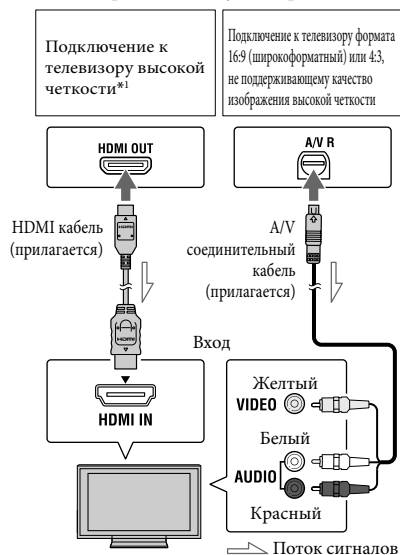 Подключение к
телевизору высокой
четкости*1
Подключение к телевизору формата
16:9 (широкоформатный) или 4:3,
не поддерживающему качество
изображения высокой четкости
HDMI OUT
A/V R
HDMI кабель
(прилагается)
A/V
соединительный
кабель
(прилагается)
Вход
HDMI IN
Желтый
VIDEO
Белый
AUDIO
Красный
Поток сигналов